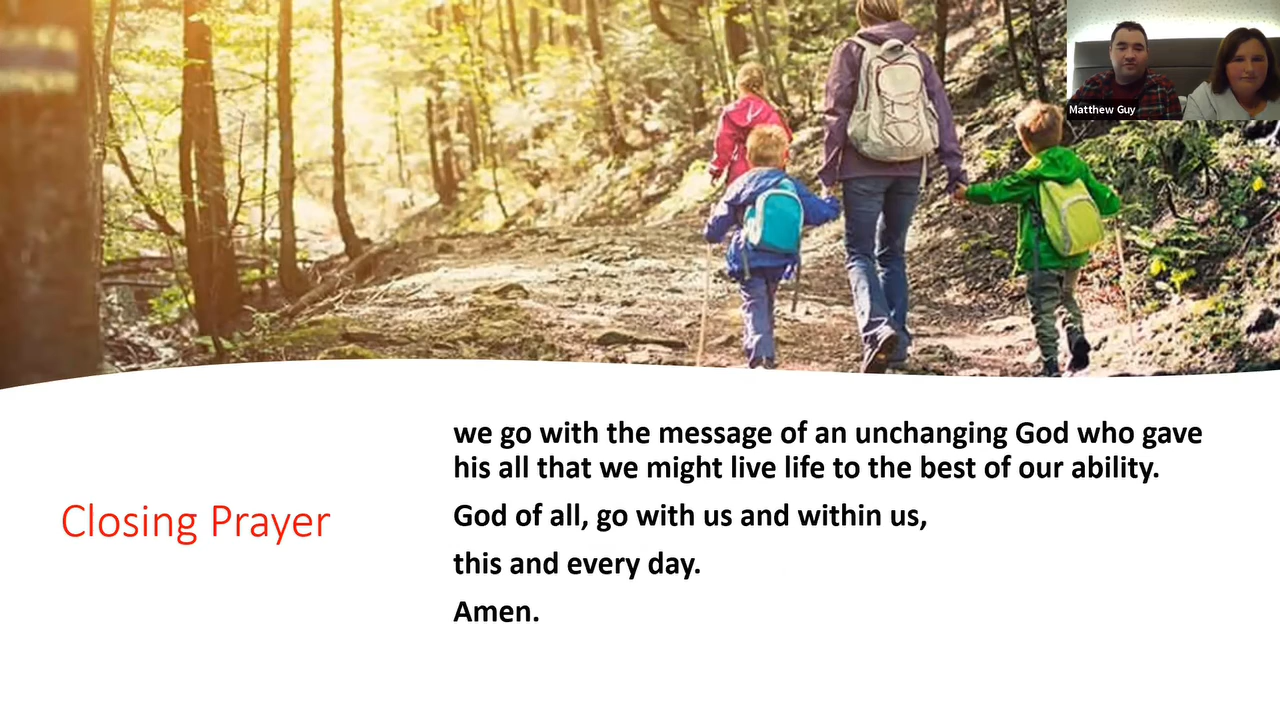 Matthew Guy
we go with the message of an unchanging God who gave
his all that we might live life to the best of our ability.
Closing Prayer
God of all, go with us and within us,
this and every day.
Amen.